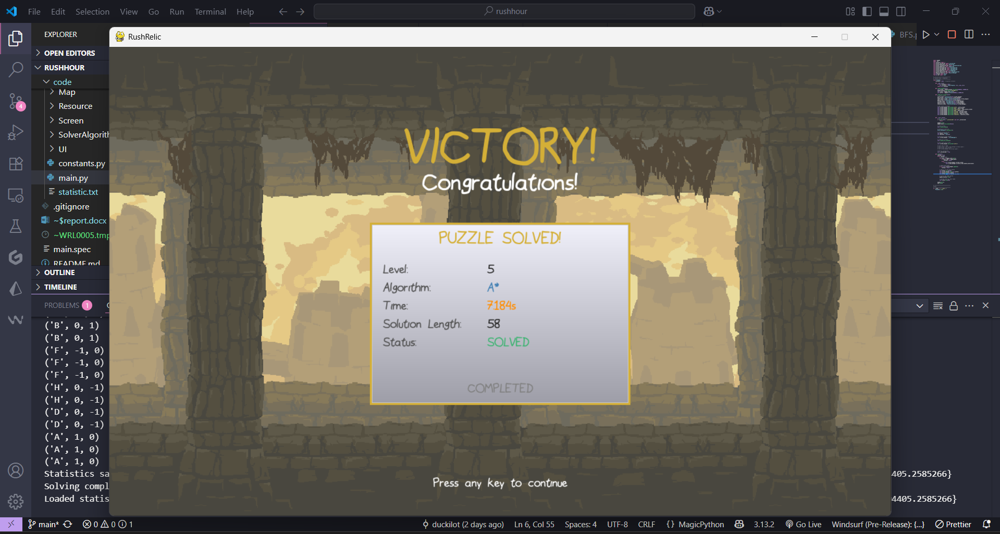 File Edit Selection View Go Run Terminal Help
rushhour
EXPLORER
OPEN EDITORS
RUSHHOUR
code
Map
Resource
Screen
SolverAlgorith
UI
constants.py
main.py
statistic.txt
.gitignore
~$report.docx
~WRL0005.tmp
main.spec
README.md
OUTLINE
TIMELINE
4
BFS.
RushRelic
VICTORY!
Congratulations!
PUZZLE SOLVED!
Level: 5
Algorithm: A*
Time: 7.184s
Solution Length: 58
Status: SOLVED
COMPLETED
Press any key to continue
PROBLEMS 1
('B', 0, 1)
('B', 0, 1)
('F', -1, 0)
('F', -1, 0)
('F', -1, 0)
('H', 0, -1)
('H', 0, -1)
('D', 0, -1)
('D', 0, -1)
('A', 1, 0)
('A', 1, 0)
('A', 1, 0)
Statistics sa 405.2585266}
Solving compl
Loaded statis 4405.2585266}
main* 0 0 1 duckilot (2 days ago) Ln 6, Col 55 Spaces: 4 UTF-8 CRLF {} MagicPython 3.13.2 Go Live Windsurf (Pre-Release): {...} Prettier